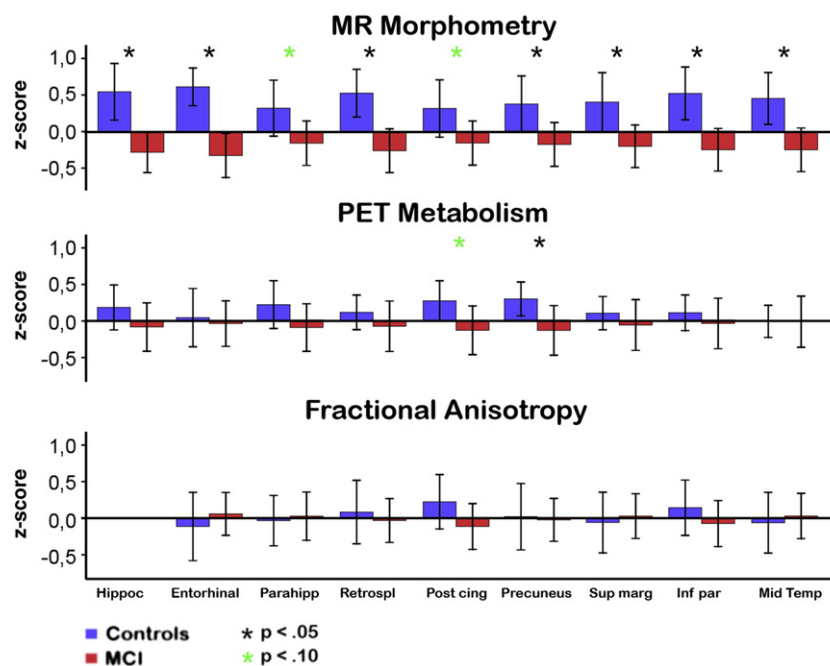 MR Morphometry
* * * * * * * * *
1,0
0,5
0,0
-0,5
z-score
PET Metabolism
* *
1,0
0,5
0,0
-0,5
z-score
Fractional Anisotropy
1,0
0,5
0,0
-0,5
z-score
Hippoc Entorhinal Parahipp Retrospl Post cing Precuneus Sup marg Inf par Mid Temp
Controls * p < .05
MCI * p < .10